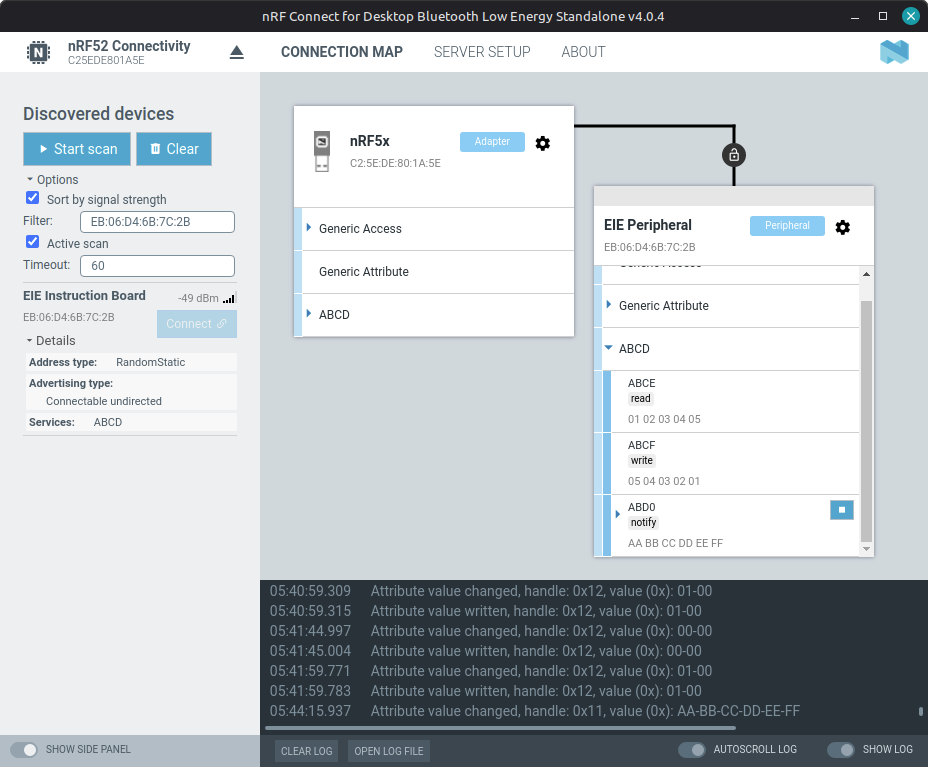 nRF Connect for Desktop Bluetooth Low Energy Standalone v4.0.4
nRF52 Connectivity
C25EDE801A5E
CONNECTION MAP
SERVER SETUP
ABOUT
Discovered devices
Start scan
Clear
Options
Sort by signal strength
Filter: EB:06:D4:6B:7C:2B
Active scan
Timeout: 60
EIE Instruction Board
-49 dBm
EB:06:D4:6B:7C:2B
Connect
Details
Address type: RandomStatic
Advertising type:
Connectable undirected
Services: ABCD
nRF5x
Adapter
C2:5E:DE:80:1A:5E
Generic Access
Generic Attribute
ABCD
EIE Peripheral
Peripheral
EB:06:D4:6B:7C:2B
Generic Access
Generic Attribute
ABCD
ABCE
read
01 02 03 04 05
ABCF
write
05 04 03 02 01
ABD0
notify
AA BB CC DD EE FF
05:40:59.309 Attribute value changed, handle: 0x12, value (0x): 01-00
05:40:59.315 Attribute value written, handle: 0x12, value (0x): 01-00
05:41:44.997 Attribute value changed, handle: 0x12, value (0x): 00-00
05:41:45.004 Attribute value written, handle: 0x12, value (0x): 00-00
05:41:59.771 Attribute value changed, handle: 0x12, value (0x): 01-00
05:41:59.783 Attribute value written, handle: 0x12, value (0x): 01-00
05:44:15.937 Attribute value changed, handle: 0x11, value (0x): AA-BB-CC-DD-EE-FF
SHOW SIDE PANEL
CLEAR LOG
OPEN LOG FILE
AUTOSCROLL LOG
SHOW LOG